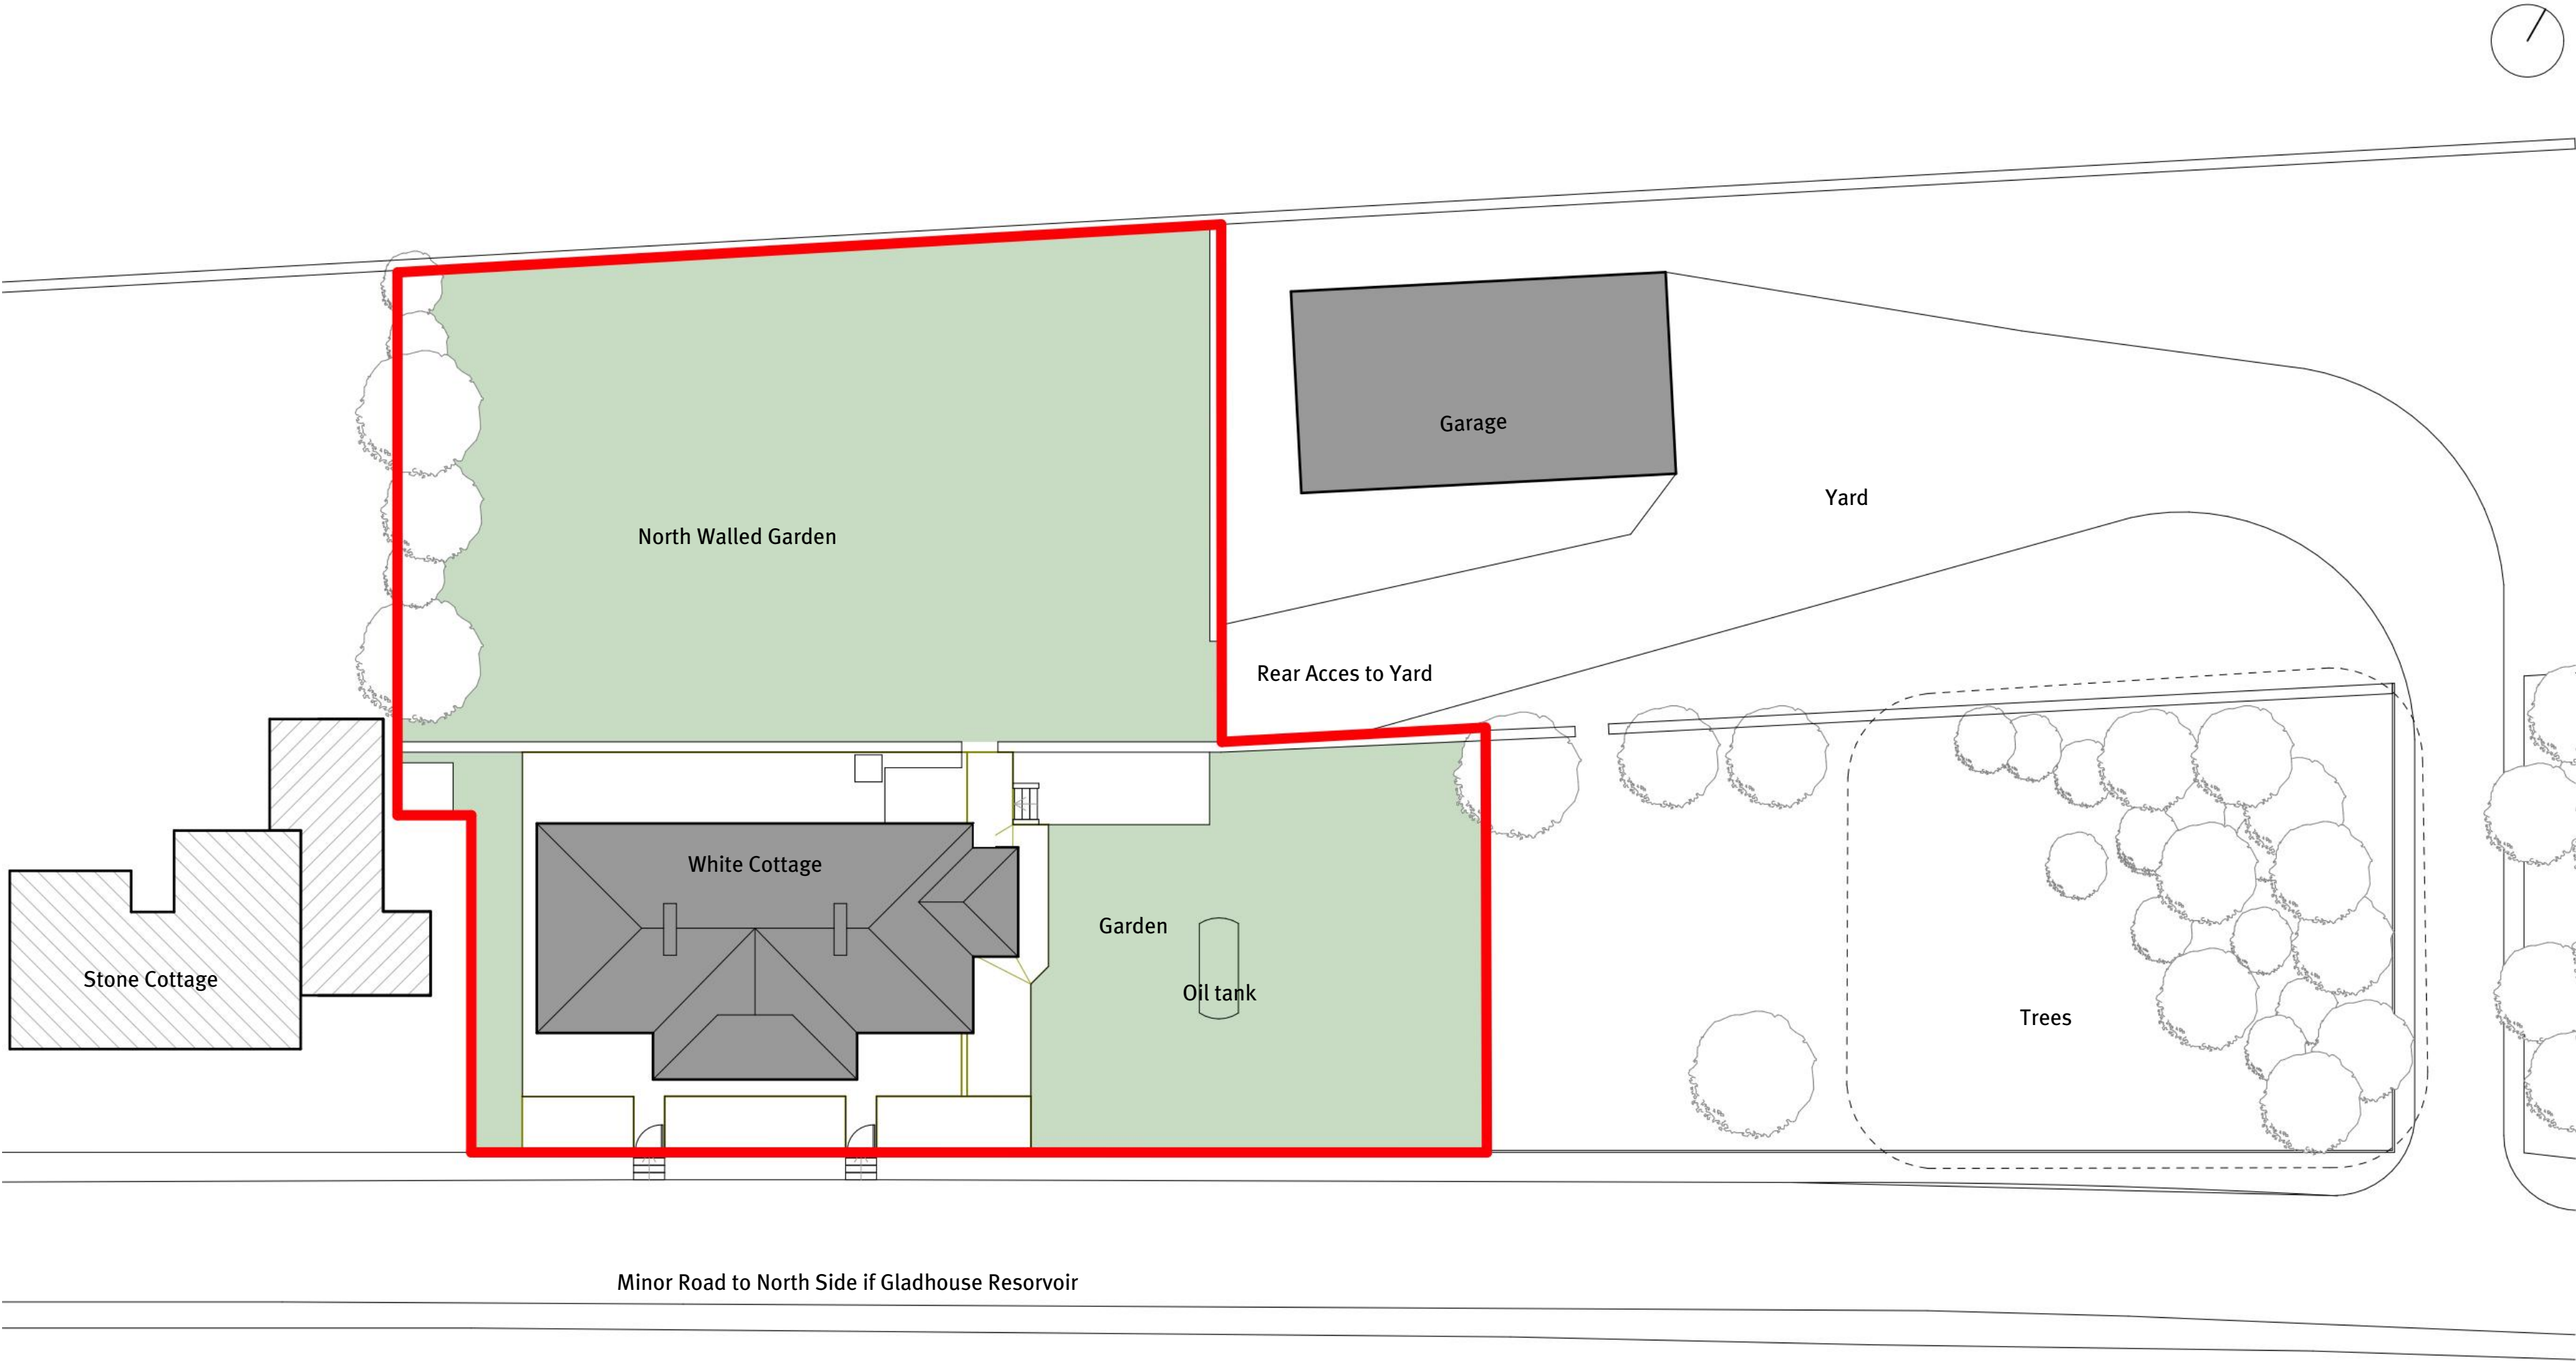 Garage
Yard
North Walled Garden
Rear Acces to Yard
White Cottage
Garden
Stone Cottage
Oil tank
Trees
Minor Road to North Side if Gladhouse Resorvoir